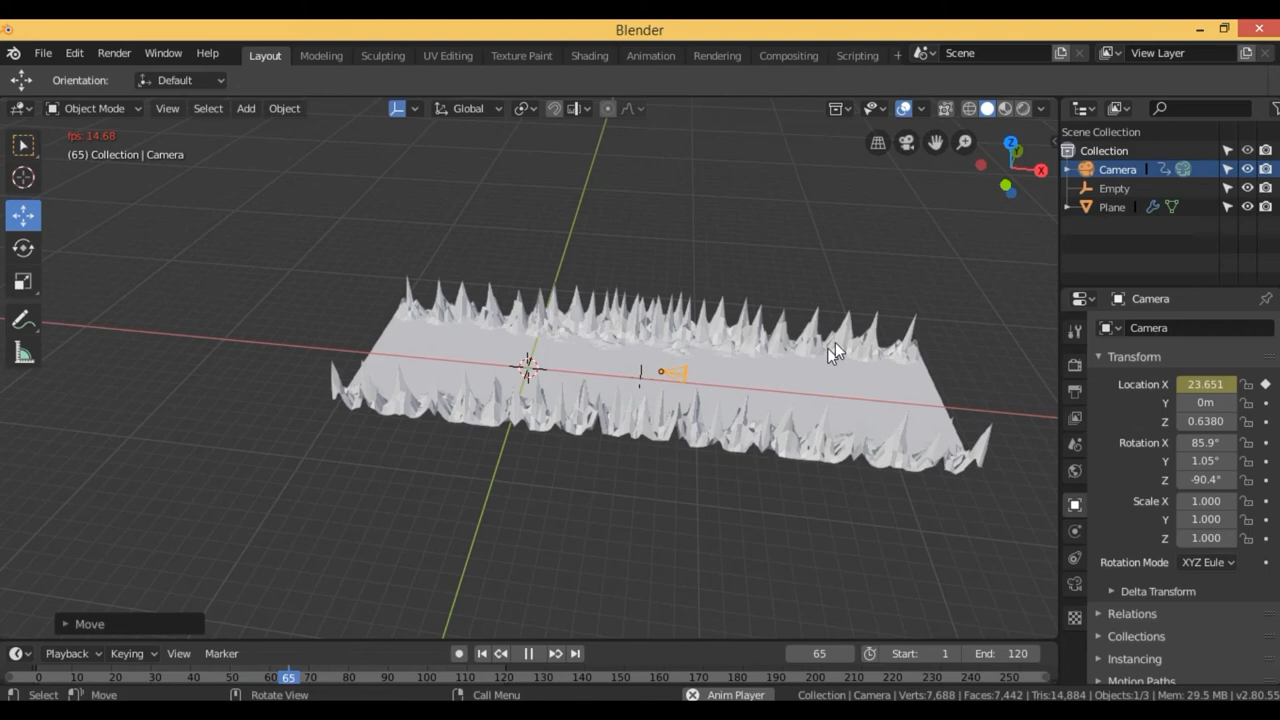 Blender
File Edit Render Window Help Layout Modeling Sculpting UV Editing Texture Paint Shading Animation Rendering Compositing Scripting + Scene View Layer
Orientation: Default
Object Mode View Select Add Object Global
fps: 14.68
(65) Collection | Camera
Z
Y
X
Scene Collection
Collection
Camera
Empty
Plane
Camera
Camera
Transform
Location X 23.651
Y 0m
Z 0.6380
Rotation X 85.9°
Y 1.05°
Z -90.4°
Scale X 1.000
Y 1.000
Z 1.000
Rotation Mode XYZ Eule
Delta Transform
Relations
Collections
Instancing
Motion Paths
Move
Playback Keying View Marker 65 Start: 1 End: 120
0 10 20 30 40 50 60 65 70 80 90 100 110 120 130 140 150 160 170 180 190 200 210 220 230 240 250
Select Move Rotate View Call Menu Anim Player Collection | Camera | Verts:7,688 | Faces:7,442 | Tris:14,884 | Objects:1/3 | Mem: 29.5 MB | v2.80.55